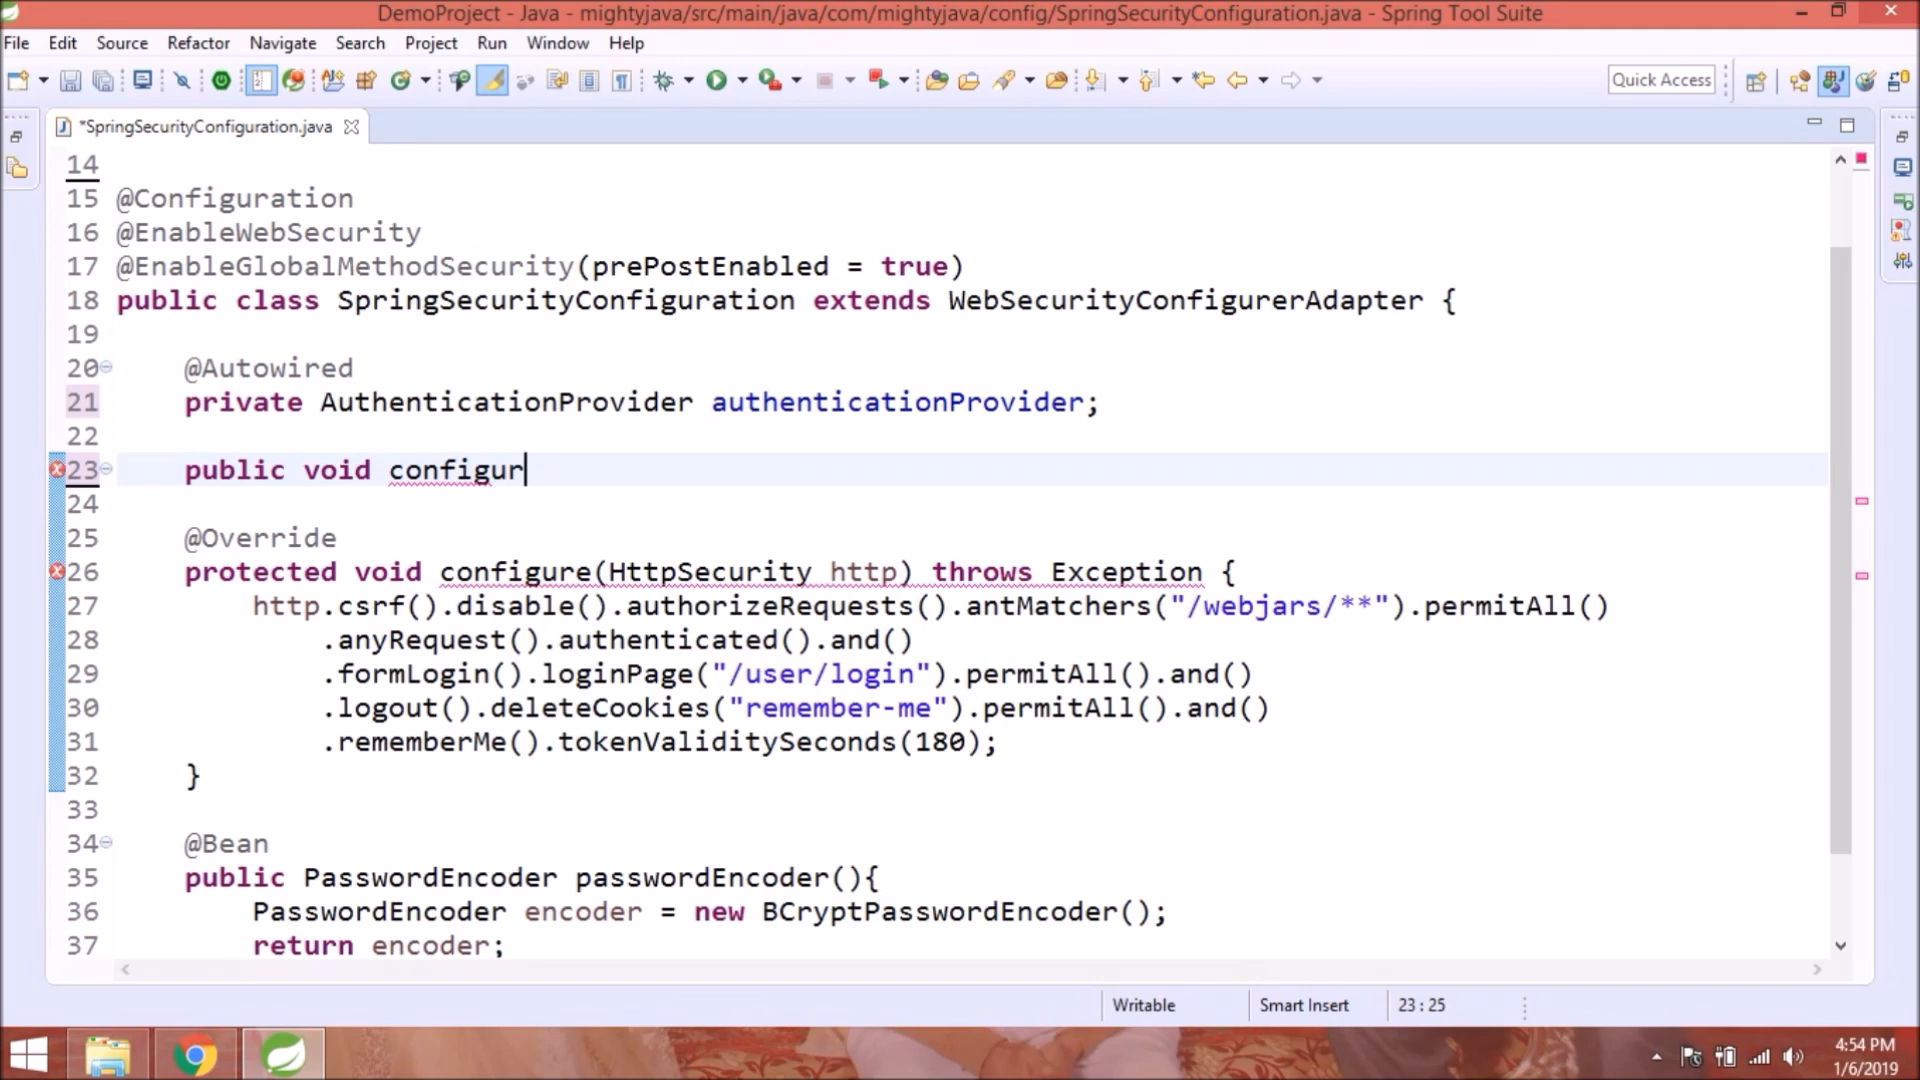 DemoProject - Java - mightyjava/src/main/java/com/mightyjava/config/SpringSecurityConfiguration.java - Spring Tool Suite
File Edit Source Refactor Navigate Search Project Run Window Help
Quick Access
*SpringSecurityConfiguration.java
14
15 @Configuration
16 @EnableWebSecurity
17 @EnableGlobalMethodSecurity(prePostEnabled = true)
18 public class SpringSecurityConfiguration extends WebSecurityConfigurerAdapter {
19
20 @Autowired
21 private AuthenticationProvider authenticationProvider;
22
23 public void configur
24
25 @Override
26 protected void configure(HttpSecurity http) throws Exception {
27 http.csrf().disable().authorizeRequests().antMatchers("/webjars/**").permitAll()
28 .anyRequest().authenticated().and()
29 .formLogin().loginPage("/user/login").permitAll().and()
30 .logout().deleteCookies("remember-me").permitAll().and()
31 .rememberMe().tokenValiditySeconds(180);
32 }
33
34 @Bean
35 public PasswordEncoder passwordEncoder(){
36 PasswordEncoder encoder = new BCryptPasswordEncoder();
37 return encoder;
Writable Smart Insert 23 : 25
4:54 PM
1/6/2019